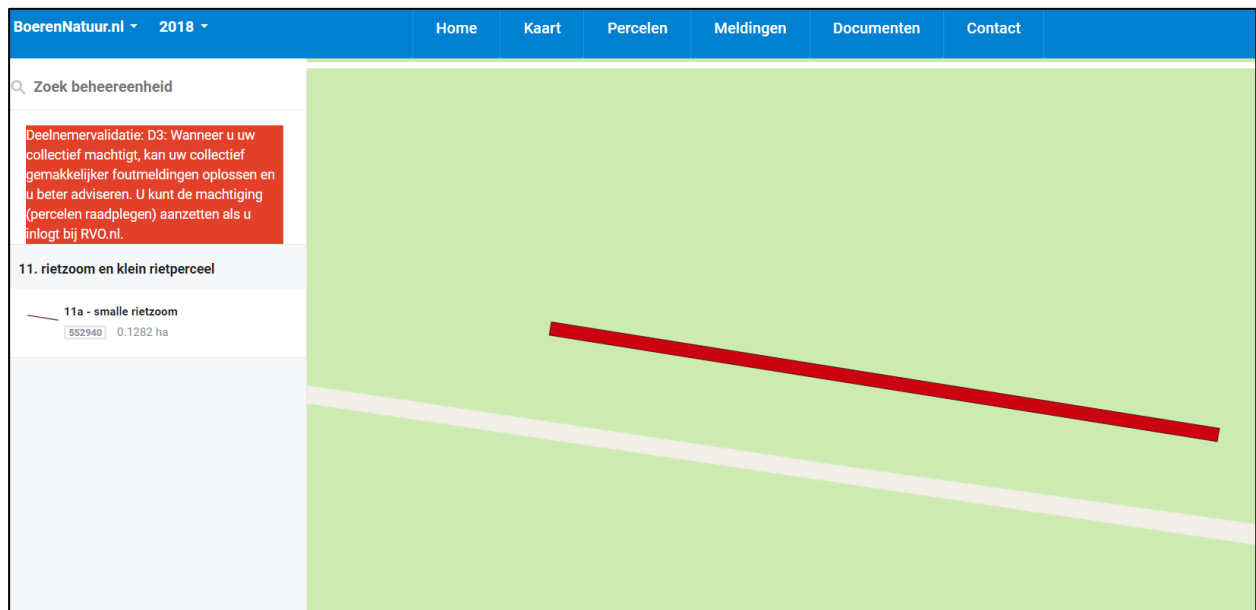 BoerenNatuur.nl 2018 Home Kaart Percelen Meldingen Documenten Contact
Zoek beheereenheid
Deelnemervalidatie: D3: Wanneer u uw
collectief machtigt, kan uw collectief
gemakkelijker foutmeldingen oplossen en
u beter adviseren. U kunt de machtiging
(percelen raadplegen) aanzetten als u
inlogt bij RVO.nl.
11. rietzoom en klein rietperceel
11a - smalle rietzoom
552940 0.1282 ha